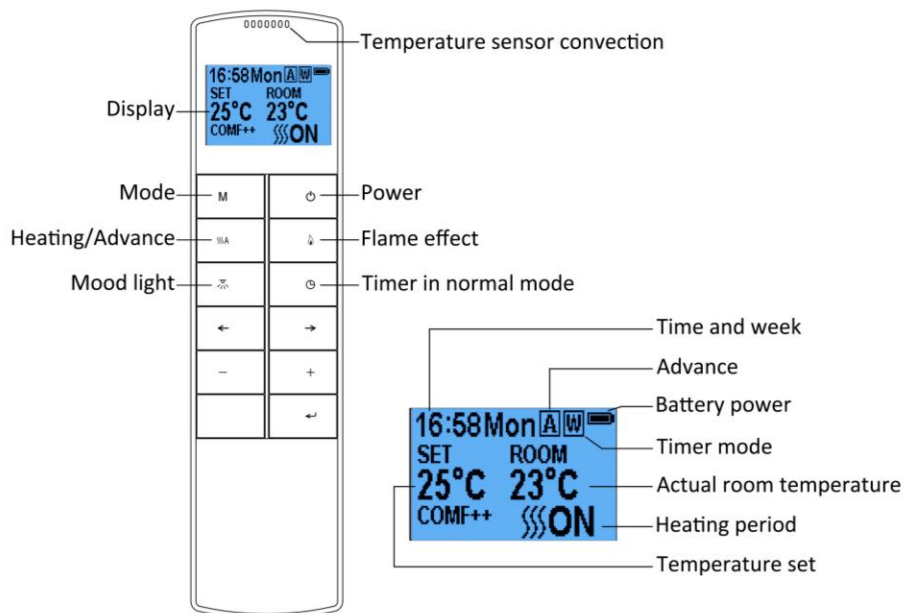 Temperature sensor convection
16:58Mon A W
SET ROOM
Display
25°C 23°C
COMF++ ON
Mode
M
Power
Heating/Advance
A
Flame effect
Mood light
Timer in normal mode
←
→
−
+
↵
Time and week
Advance
Battery power
16:58Mon A W
Timer mode
SET ROOM
25°C 23°C
Actual room temperature
COMF++ ON
Heating period
Temperature set